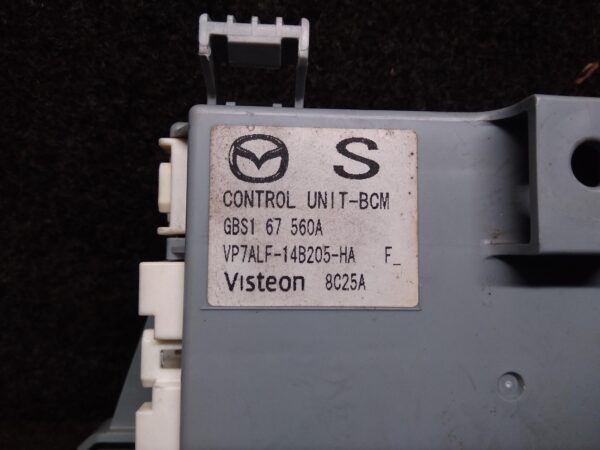 S
CONTROL UNIT-BCM
GBS1 67 560A
VP7ALF-14B205-HA F_
Visteon 8C25A